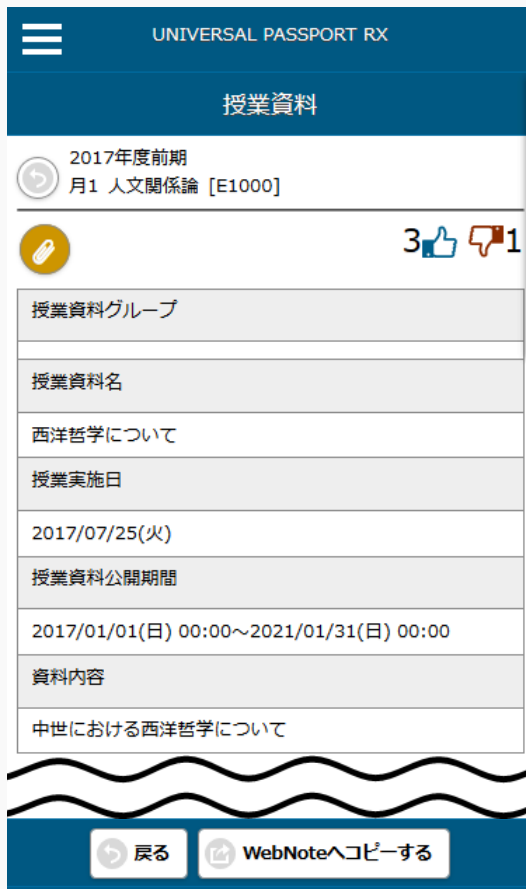 UNIVERSAL PASSPORT RX
授業資料
2017年度前期
月1 人文関係論 [E1000]
3 1
授業資料グループ
授業資料名
西洋哲学について
授業実施日
2017/07/25(火)
授業資料公開期間
2017/01/01(日) 00:00～2021/01/31(日) 00:00
資料内容
中世における西洋哲学について
戻る WebNoteへコピーする